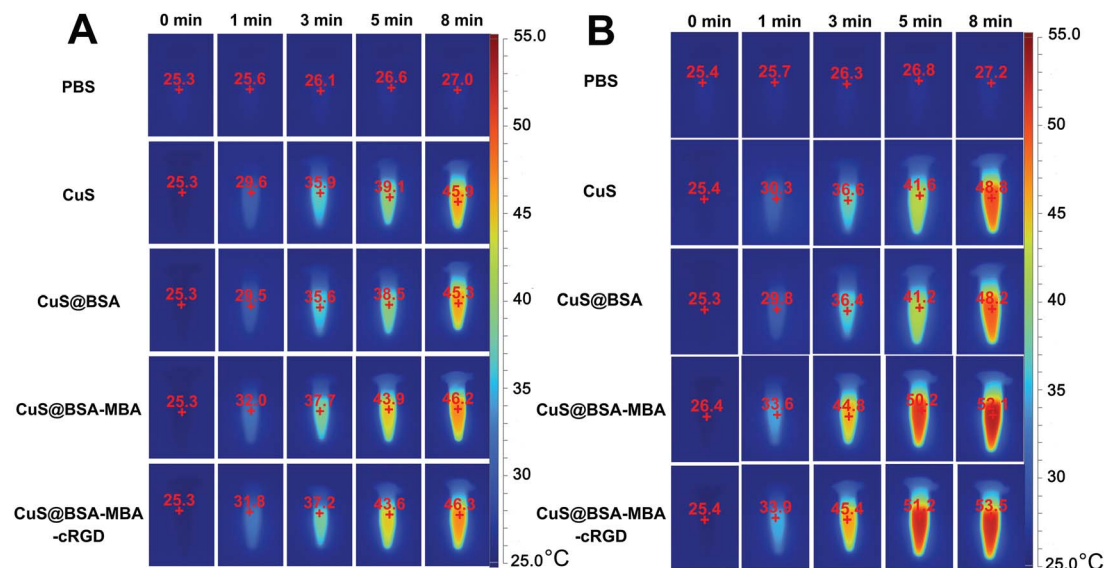 A
0 min 1 min 3 min 5 min 8 min
PBS 25.3 25.6 26.1 26.6 27.0
CuS 25.3 29.6 35.9 39.1 45.9
CuS@BSA 25.3 29.5 35.6 38.5 45.3
CuS@BSA-MBA 25.3 32.0 37.7 43.9 46.2
CuS@BSA-MBA 25.3 31.8 37.2 43.6 46.3
-cRGD
55.0
50
45
40
35
30
25.0°C
B
0 min 1 min 3 min 5 min 8 min
PBS 25.4 25.7 26.3 26.8 27.2
CuS 25.4 30.3 36.6 41.6 48.8
CuS@BSA 25.3 29.8 36.4 41.2 48.2
CuS@BSA-MBA 26.4 33.6 44.8 50.2
CuS@BSA-MBA 25.4 33.9 45.4 51.2 53.5
-cRGD
55.0
50
45
40
35
30
25.0°C